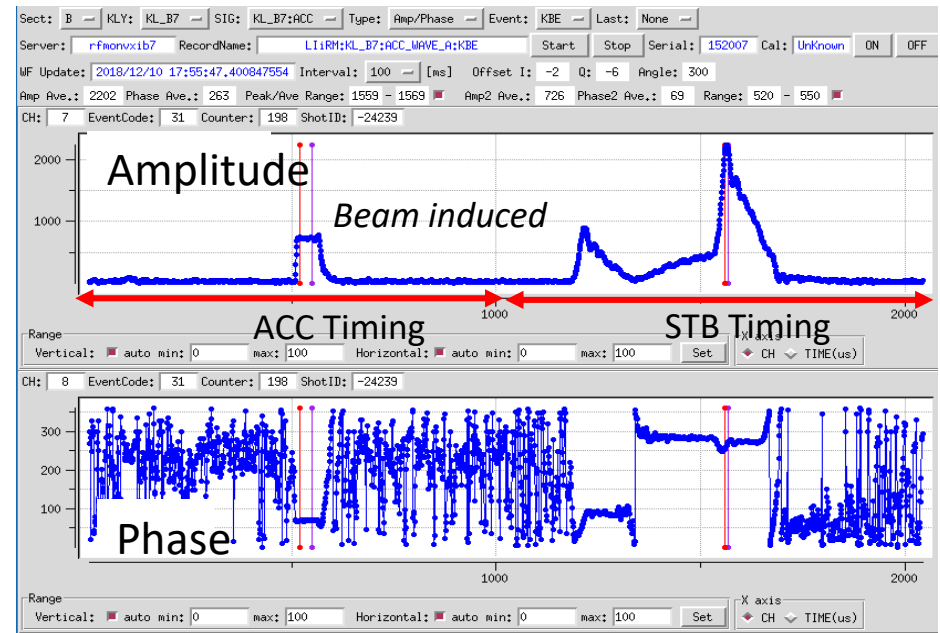 Sect: B KLY: KL_B7 SIG: KL_B7:ACC Type: Amp/Phase Event: KBE Last: None
Server: rfmonvxib7 RecordName: LIiRM:KL_B7:ACC_WAVE_A:KBE Start Stop Serial: 152007 Cal: UnKnown ON OFF
WF Update: 2018/12/10 17:55:47.400847554 Interval: 100 [ms] Offset I: -2 Q: -6 Angle: 300
Amp Ave.: 2202 Phase Ave.: 263 Peak/Ave Range: 1559 - 1569 Amp2 Ave.: 726 Phase2 Ave.: 69 Range: 520 - 550
CH: 7 EventCode: 31 Counter: 198 ShotID: -24239
2000
Amplitude
Beam induced
1000
1000
2000
ACC Timing
STB Timing
Range
X axis
Vertical: auto min: 0 max: 100 Horizontal: auto min: 0 max: 100 Set CH TIME(us)
CH: 8 EventCode: 31 Counter: 198 ShotID: -24239
300
200
100
Phase
1000
2000
Range
X axis
Vertical: auto min: 0 max: 100 Horizontal: auto min: 0 max: 100 Set CH TIME(us)